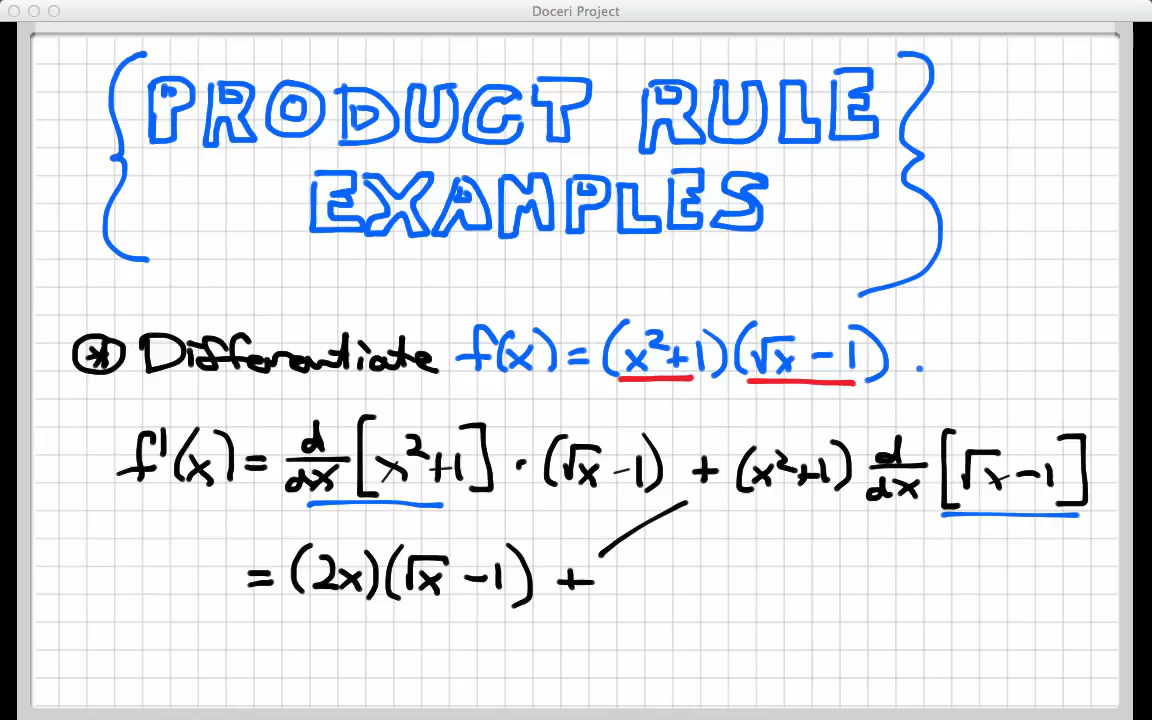 Doceri Project
PRODUCT RULE
EXAMPLES
* Differentiate f(x) = (x²+1)(√x − 1).
f'(x) = d/dx [x²+1] · (√x − 1) + (x²+1) d/dx [√x − 1]
= (2x)(√x − 1) +